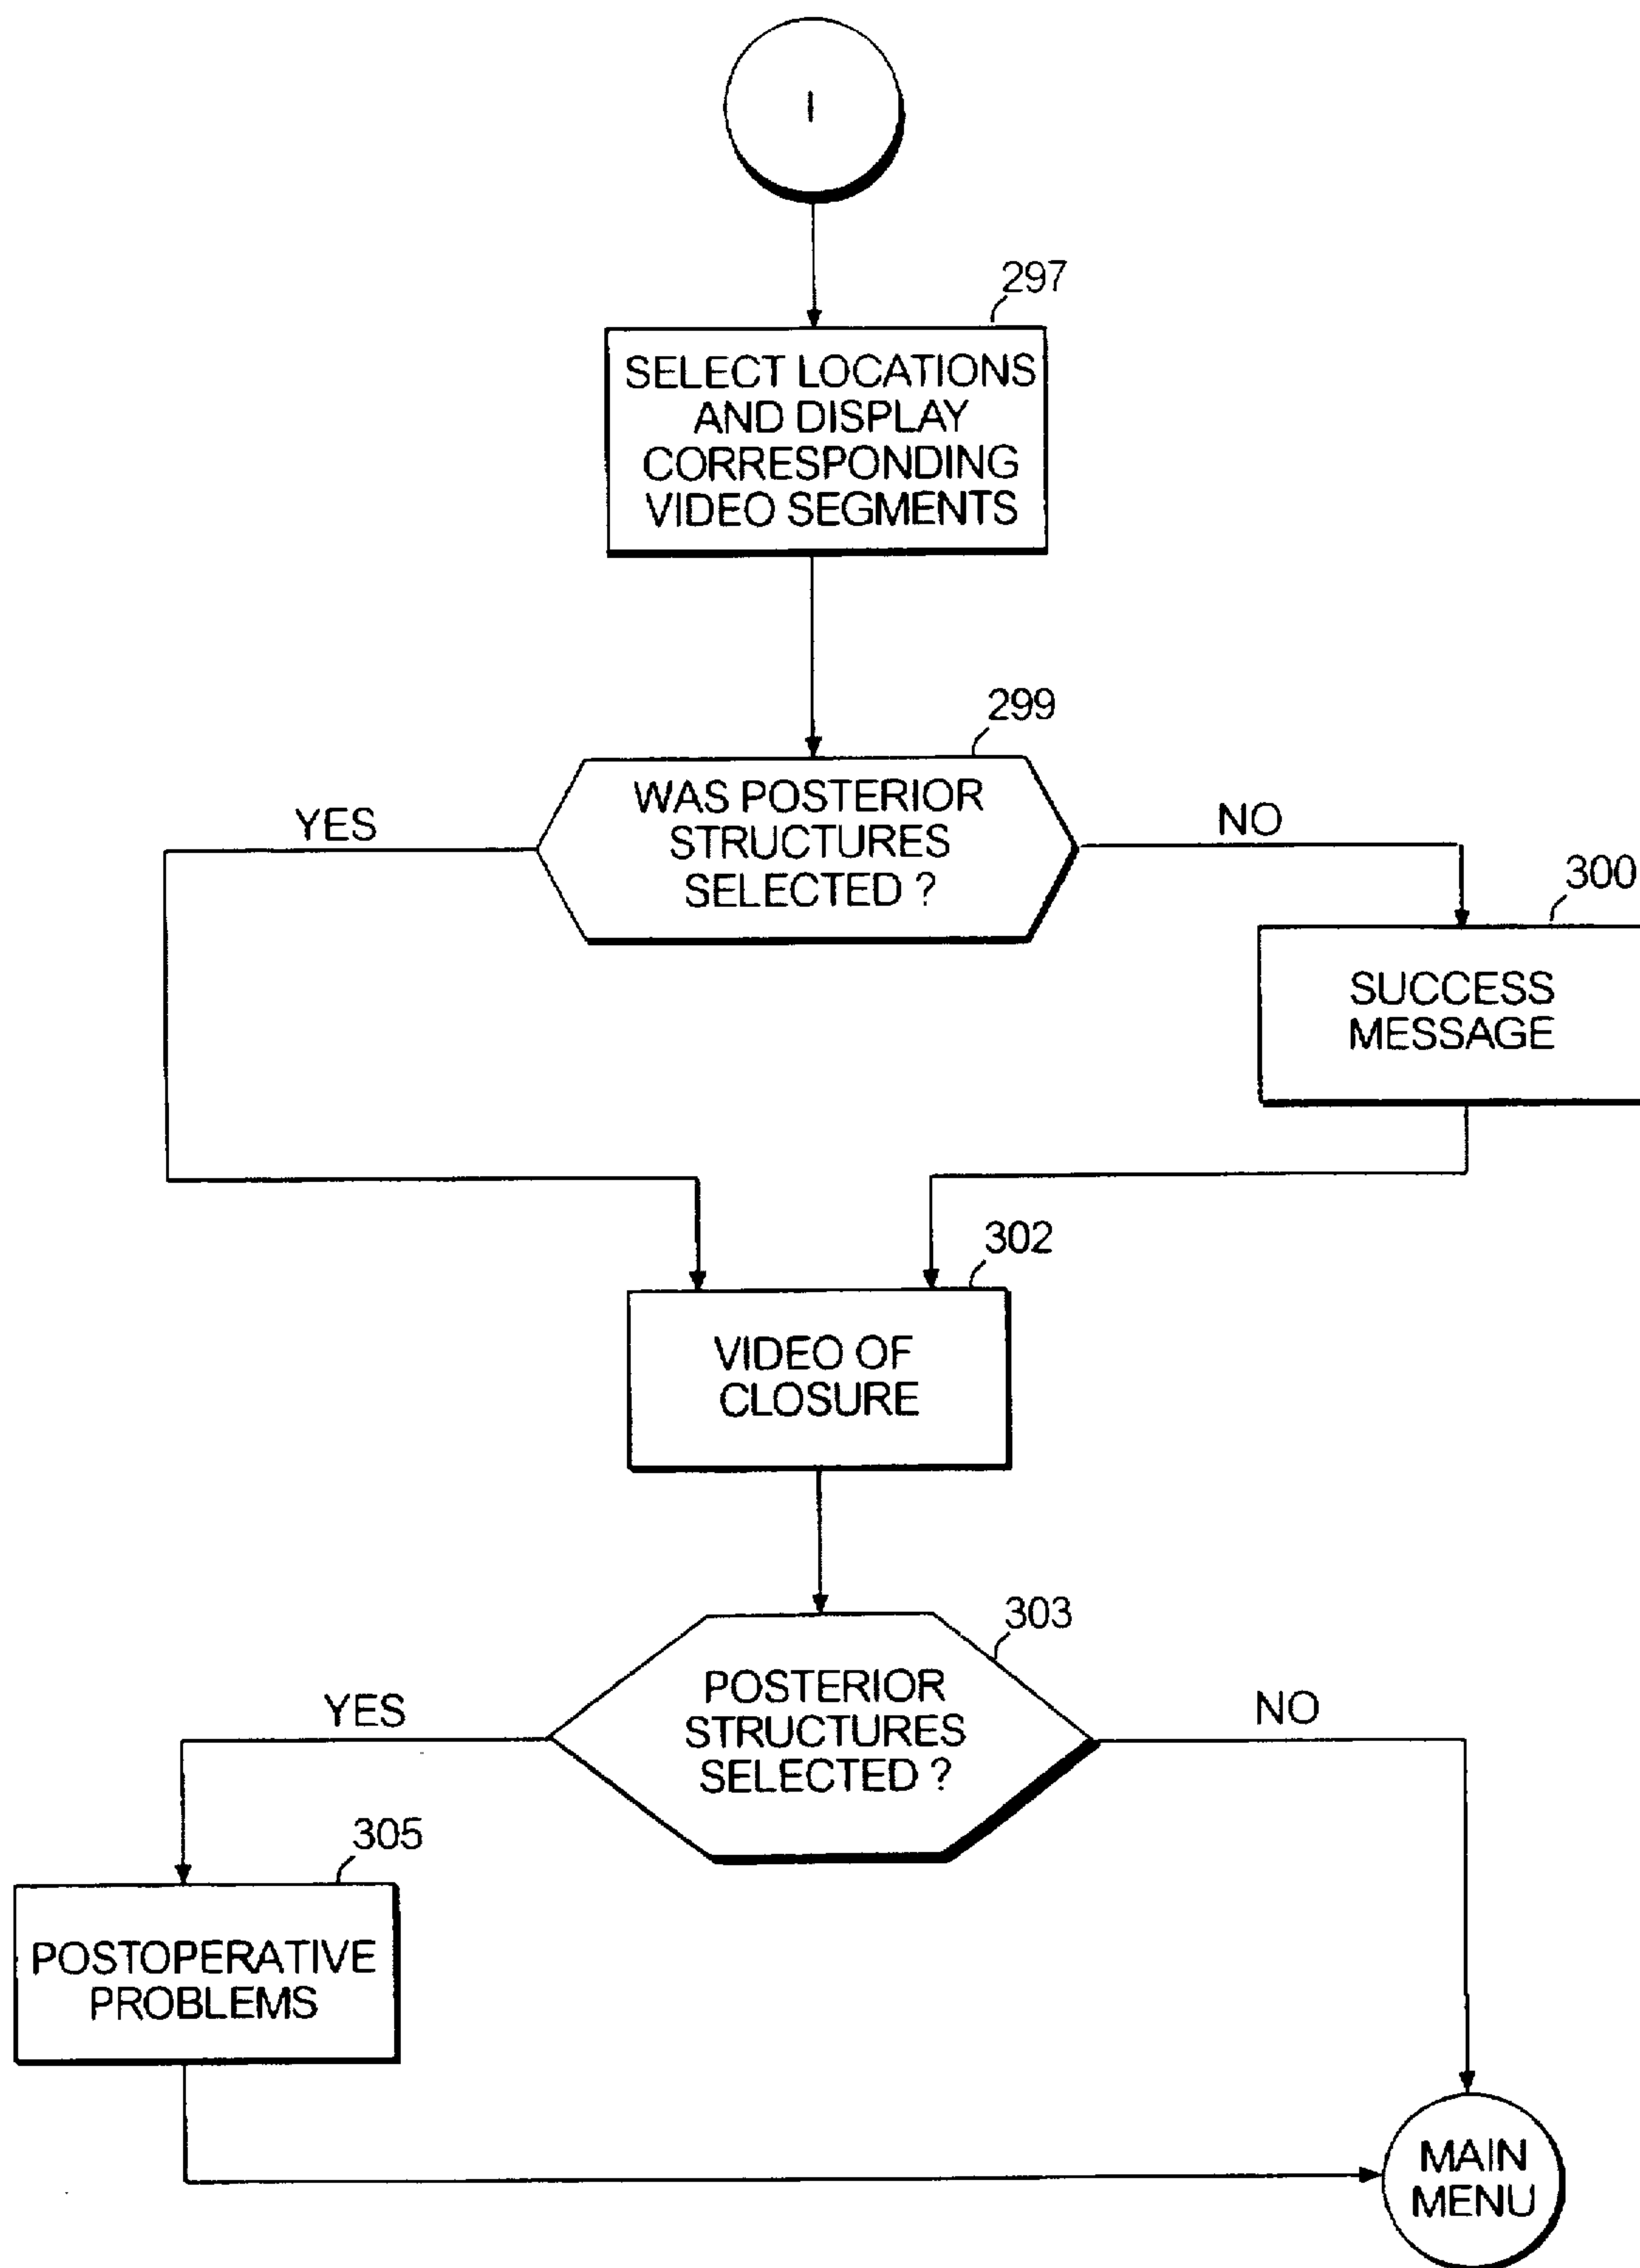 I
297
SELECT LOCATIONS
AND DISPLAY
CORRESPONDING
VIDEO SEGMENTS
299
WAS POSTERIOR
STRUCTURES
SELECTED ?
YES
NO
300
SUCCESS
MESSAGE
302
VIDEO OF
CLOSURE
303
POSTERIOR
STRUCTURES
SELECTED ?
YES
NO
305
POSTOPERATIVE
PROBLEMS
MAIN
MENU